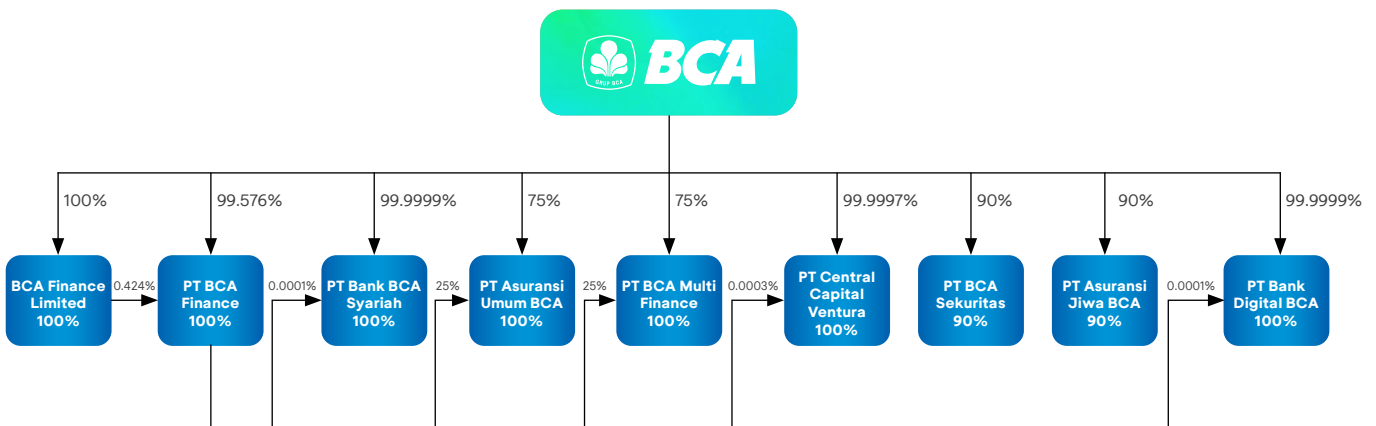 GRUP BCA
BCA
100%
99.576%
99.9999%
75%
75%
99.9997%
90%
90%
99.9999%
BCA Finance
Limited
100%
0.424%
PT BCA
Finance
100%
0.0001%
PT Bank BCA
Syariah
100%
25%
PT Asuransi
Umum BCA
100%
25%
PT BCA Multi
Finance
100%
0.0003%
PT Central
Capital
Ventura
100%
PT BCA
Sekuritas
90%
PT Asuransi
Jiwa BCA
90%
0.0001%
PT Bank
Digital BCA
100%